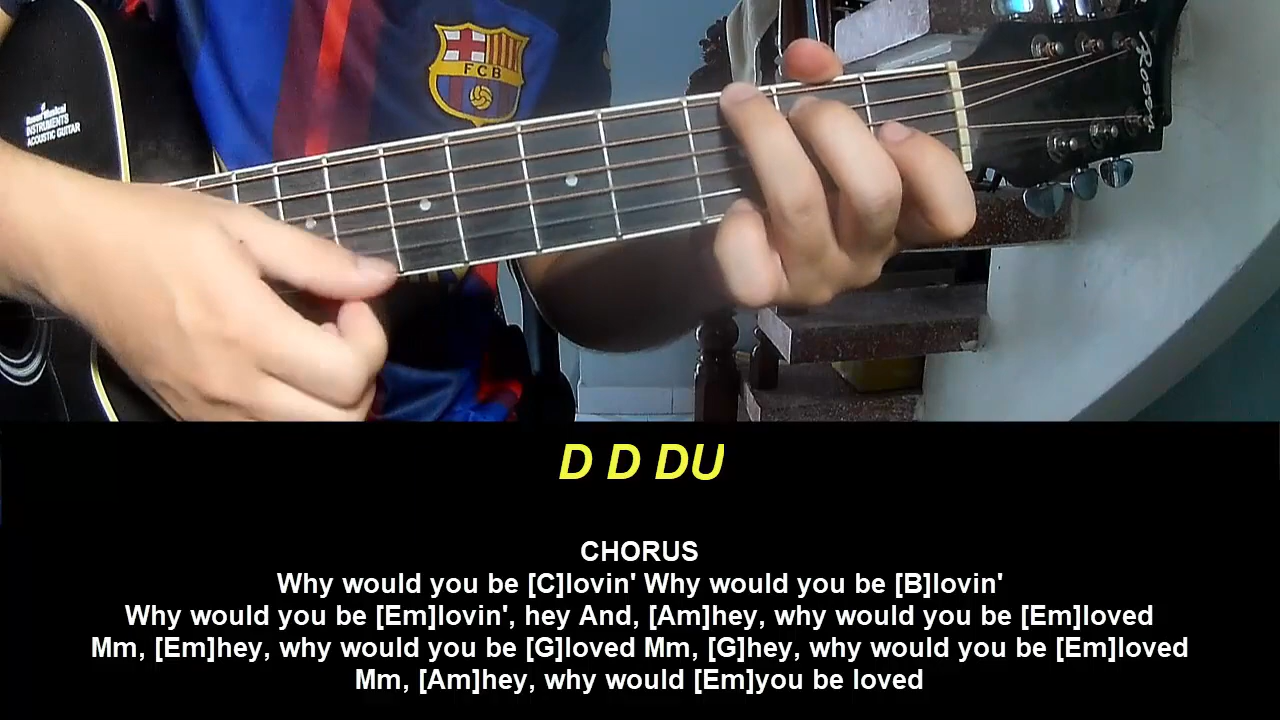 INSTRUMENTS
ACOUSTIC GUITAR
FCB
D D DU
CHORUS
Why would you be [C]lovin' Why would you be [B]lovin'
Why would you be [Em]lovin', hey And, [Am]hey, why would you be [Em]loved
Mm, [Em]hey, why would you be [G]loved Mm, [G]hey, why would you be [Em]loved
Mm, [Am]hey, why would [Em]you be loved